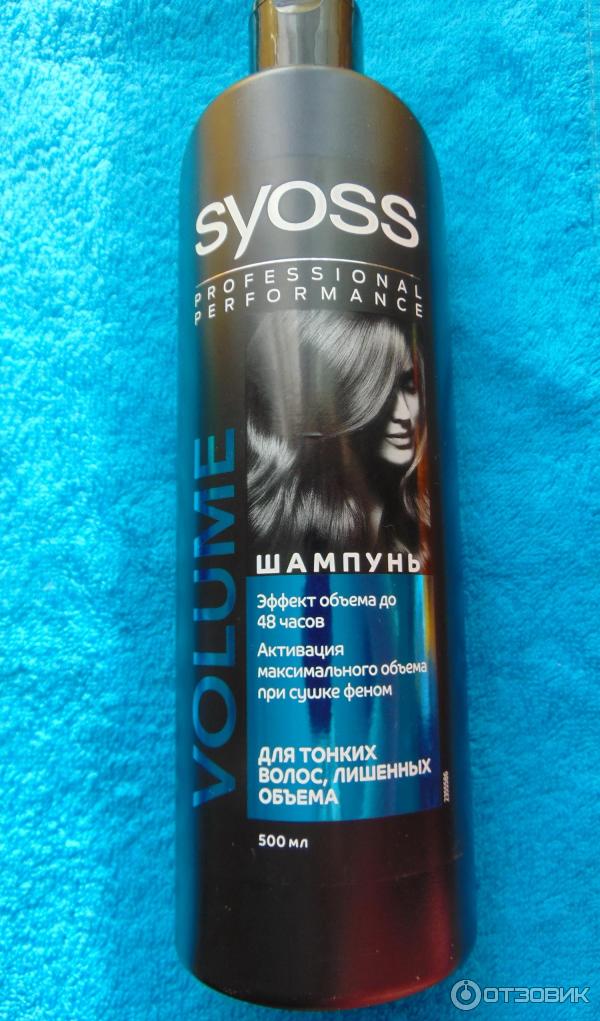 syoss
PROFESSIONAL
PERFORMANCE
VOLUME
ШАМПУНЬ
Эффект объема до
48 часов
Активация
максимального объема
при сушке феном
ДЛЯ ТОНКИХ
ВОЛОС, ЛИШЕННЫХ
ОБЪЕМА
500 мл
ОТЗОВИК